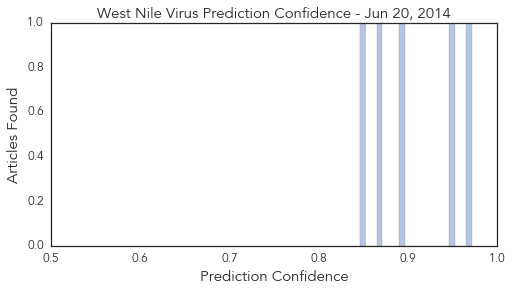 West Nile Virus Prediction Confidence - Jun 20, 2014
1.0
0.8
0.6
0.4
0.2
0.0
Articles Found
0.5 0.6 0.7 0.8 0.9 1.0
Prediction Confidence